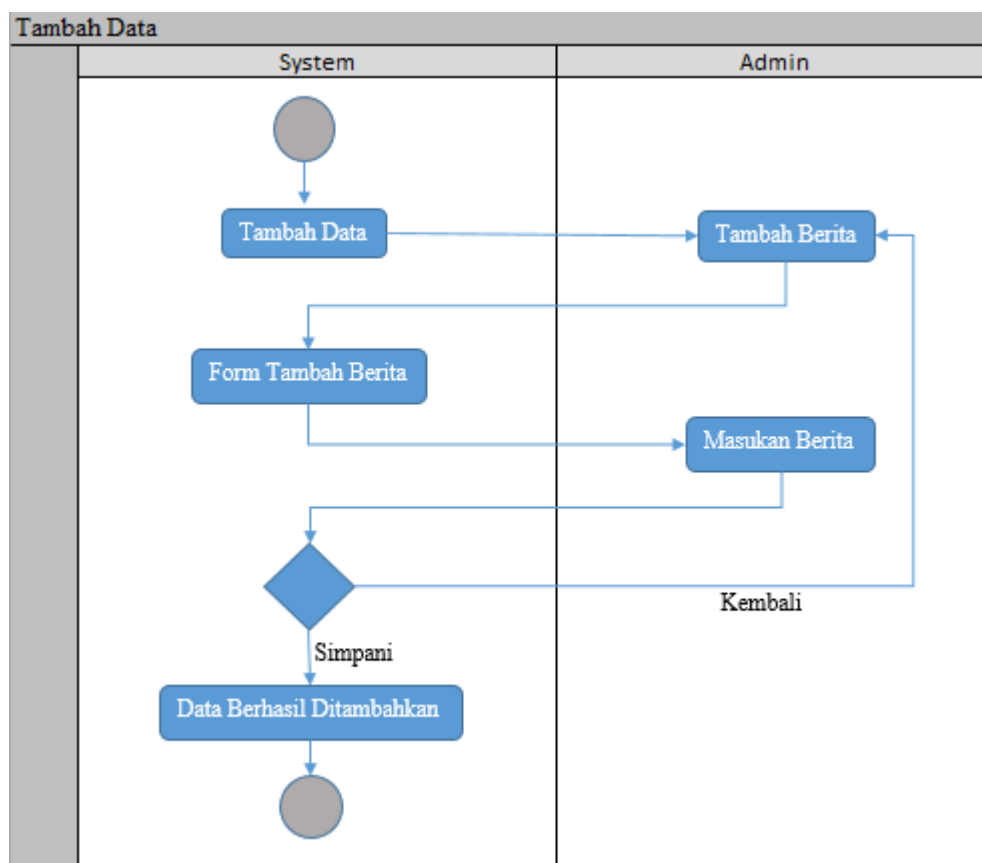 Tambah Data
System
Admin
Tambah Data
Tambah Berita
Form Tambah Berita
Masukan Berita
Kembali
Simpani
Data Berhasil Ditambahkan